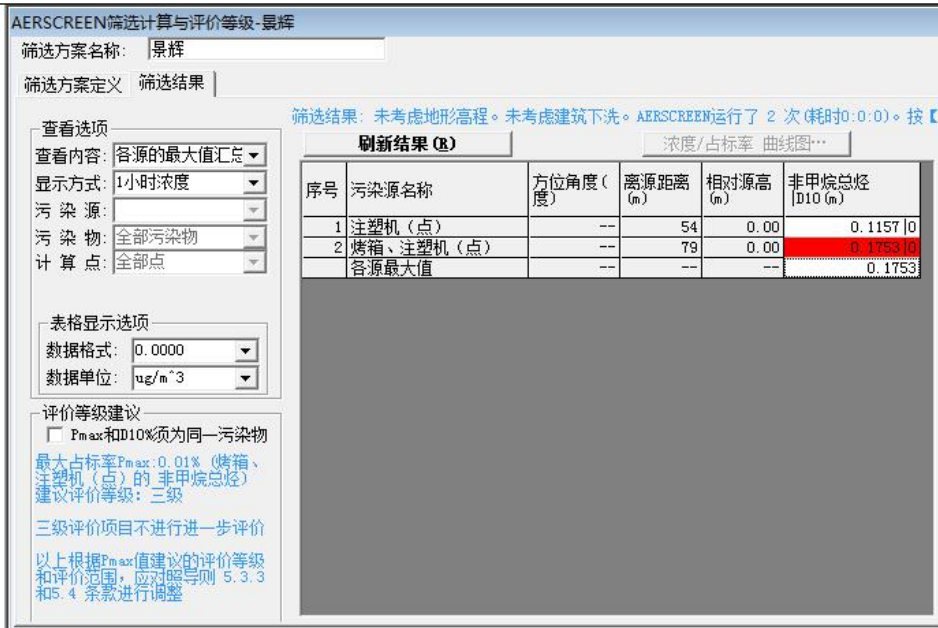 AERSCREEN筛选计算与评价等级-景辉
筛选方案名称: 景辉
筛选方案定义 筛选结果
筛选结果: 未考虑地形高程。未考虑建筑下洗。AERSCREEN运行了 2 次(耗时0:0:0)。按【
查看选项
查看内容: 各源的最大值汇总
显示方式: 1小时浓度
污 染 源:
污 染 物: 全部污染物
计 算 点: 全部点
表格显示选项
数据格式: 0.0000
数据单位: ug/m^3
评价等级建议
Pmax和D10%须为同一污染物
最大占标率Pmax:0.01% (烤箱、
注塑机(点)的 非甲烷总烃)
建议评价等级: 三级
三级评价项目不进行进一步评价
以上根据Pmax值建议的评价等级
和评价范围,应对照导则 5.3.3
和5.4 条款进行调整
刷新结果(R) 浓度/占标率 曲线图…
序号 污染源名称 方位角度(度) 离源距离(m) 相对源高(m) 非甲烷总烃|D10(m)
1 注塑机(点) -- 54 0.00 0.1157|0
2 烤箱、注塑机(点) -- 79 0.00 0.1753|0
各源最大值 -- -- -- 0.1753